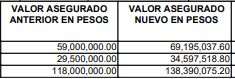 VALOR ASEGURADO VALOR ASEGURADO
ANTERIOR EN PESOS NUEVO EN PESOS
59,000,000.00 69,195,037.60
29,500,000.00 34,597,518.80
118,000,000.00 138,390,075.20